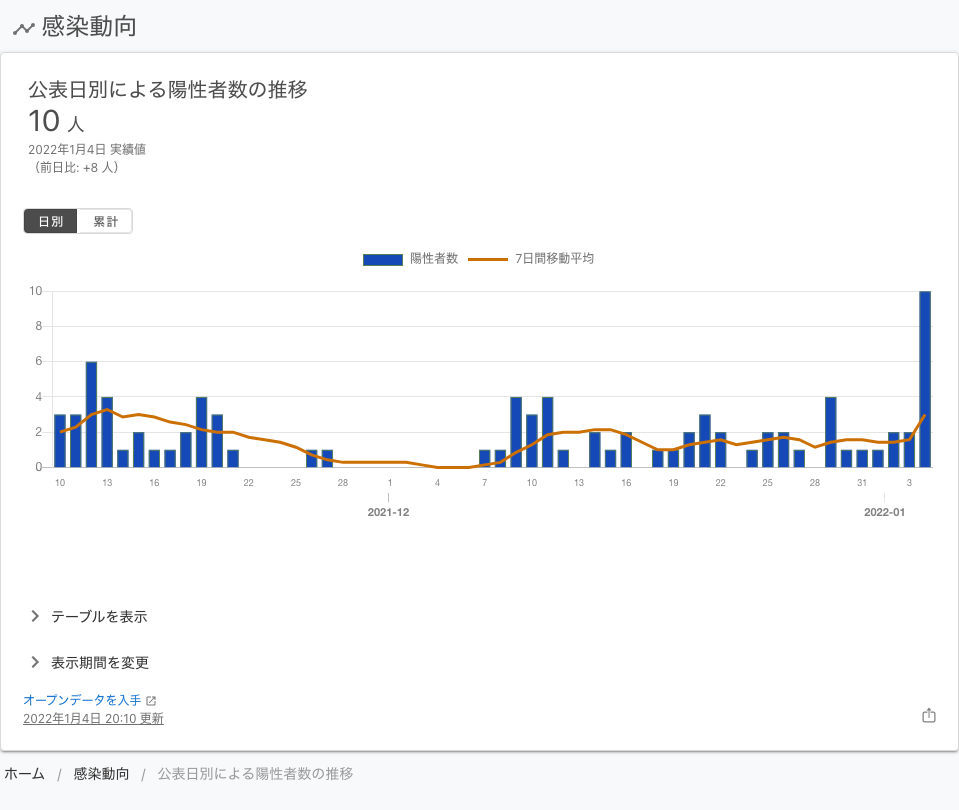 感染動向
公表日別による陽性者数の推移
10 人
2022年1月4日 実績値
（前日比: +8 人）
日別 累計
陽性者数 7日間移動平均
10
8
6
4
2
0
10 13 16 19 22 25 28 1 4 7 10 13 16 19 22 25 28 31 3
2021-12 2022-01
テーブルを表示
表示期間を変更
オープンデータを入手
2022年1月4日 20:10 更新
ホーム / 感染動向 / 公表日別による陽性者数の推移